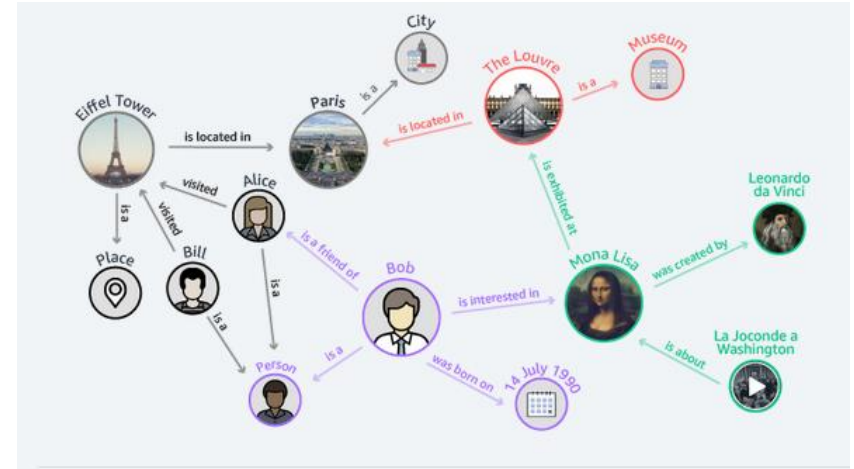 City
The Louvre
Museum
is a
is a
Eiffel Tower
Paris
is located in
is located in
Alice
visited
is exhibited at
Leonardo
da Vinci
is a
visited
Mona Lisa
was created by
Place
Bill
is a friend of
Bob
is interested in
is a
is a
La Joconde a
Washington
is about
Person
is a
was born on
14 July 1990